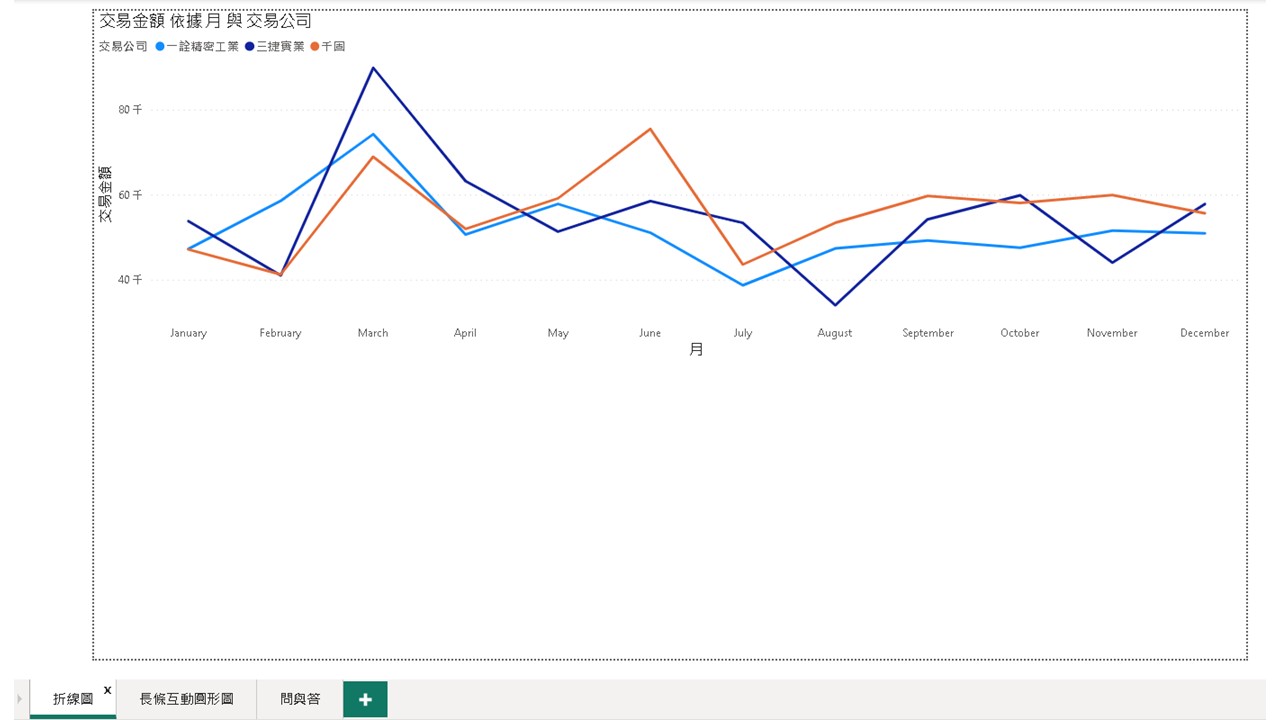 交易金額 依據 月 與 交易公司
交易公司 一詮精密工業 三捷實業 千固
80 千
60 千
40 千
交易金額
January February March April May June July August September October November December
月
折線圖 x 長條互動圓形圖 問與答 +